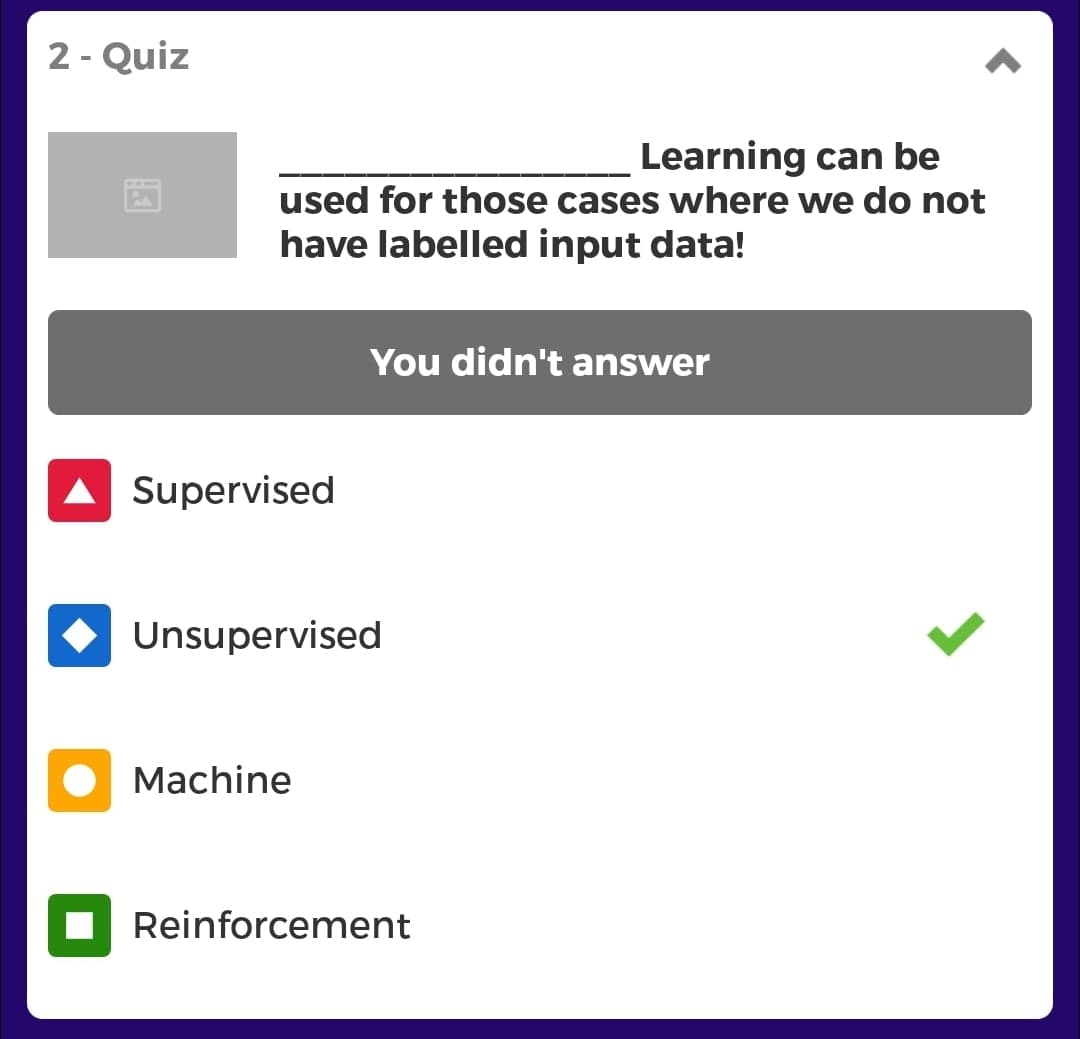 2 - Quiz
________________ Learning can be
used for those cases where we do not
have labelled input data!
You didn't answer
Supervised
Unsupervised
Machine
Reinforcement